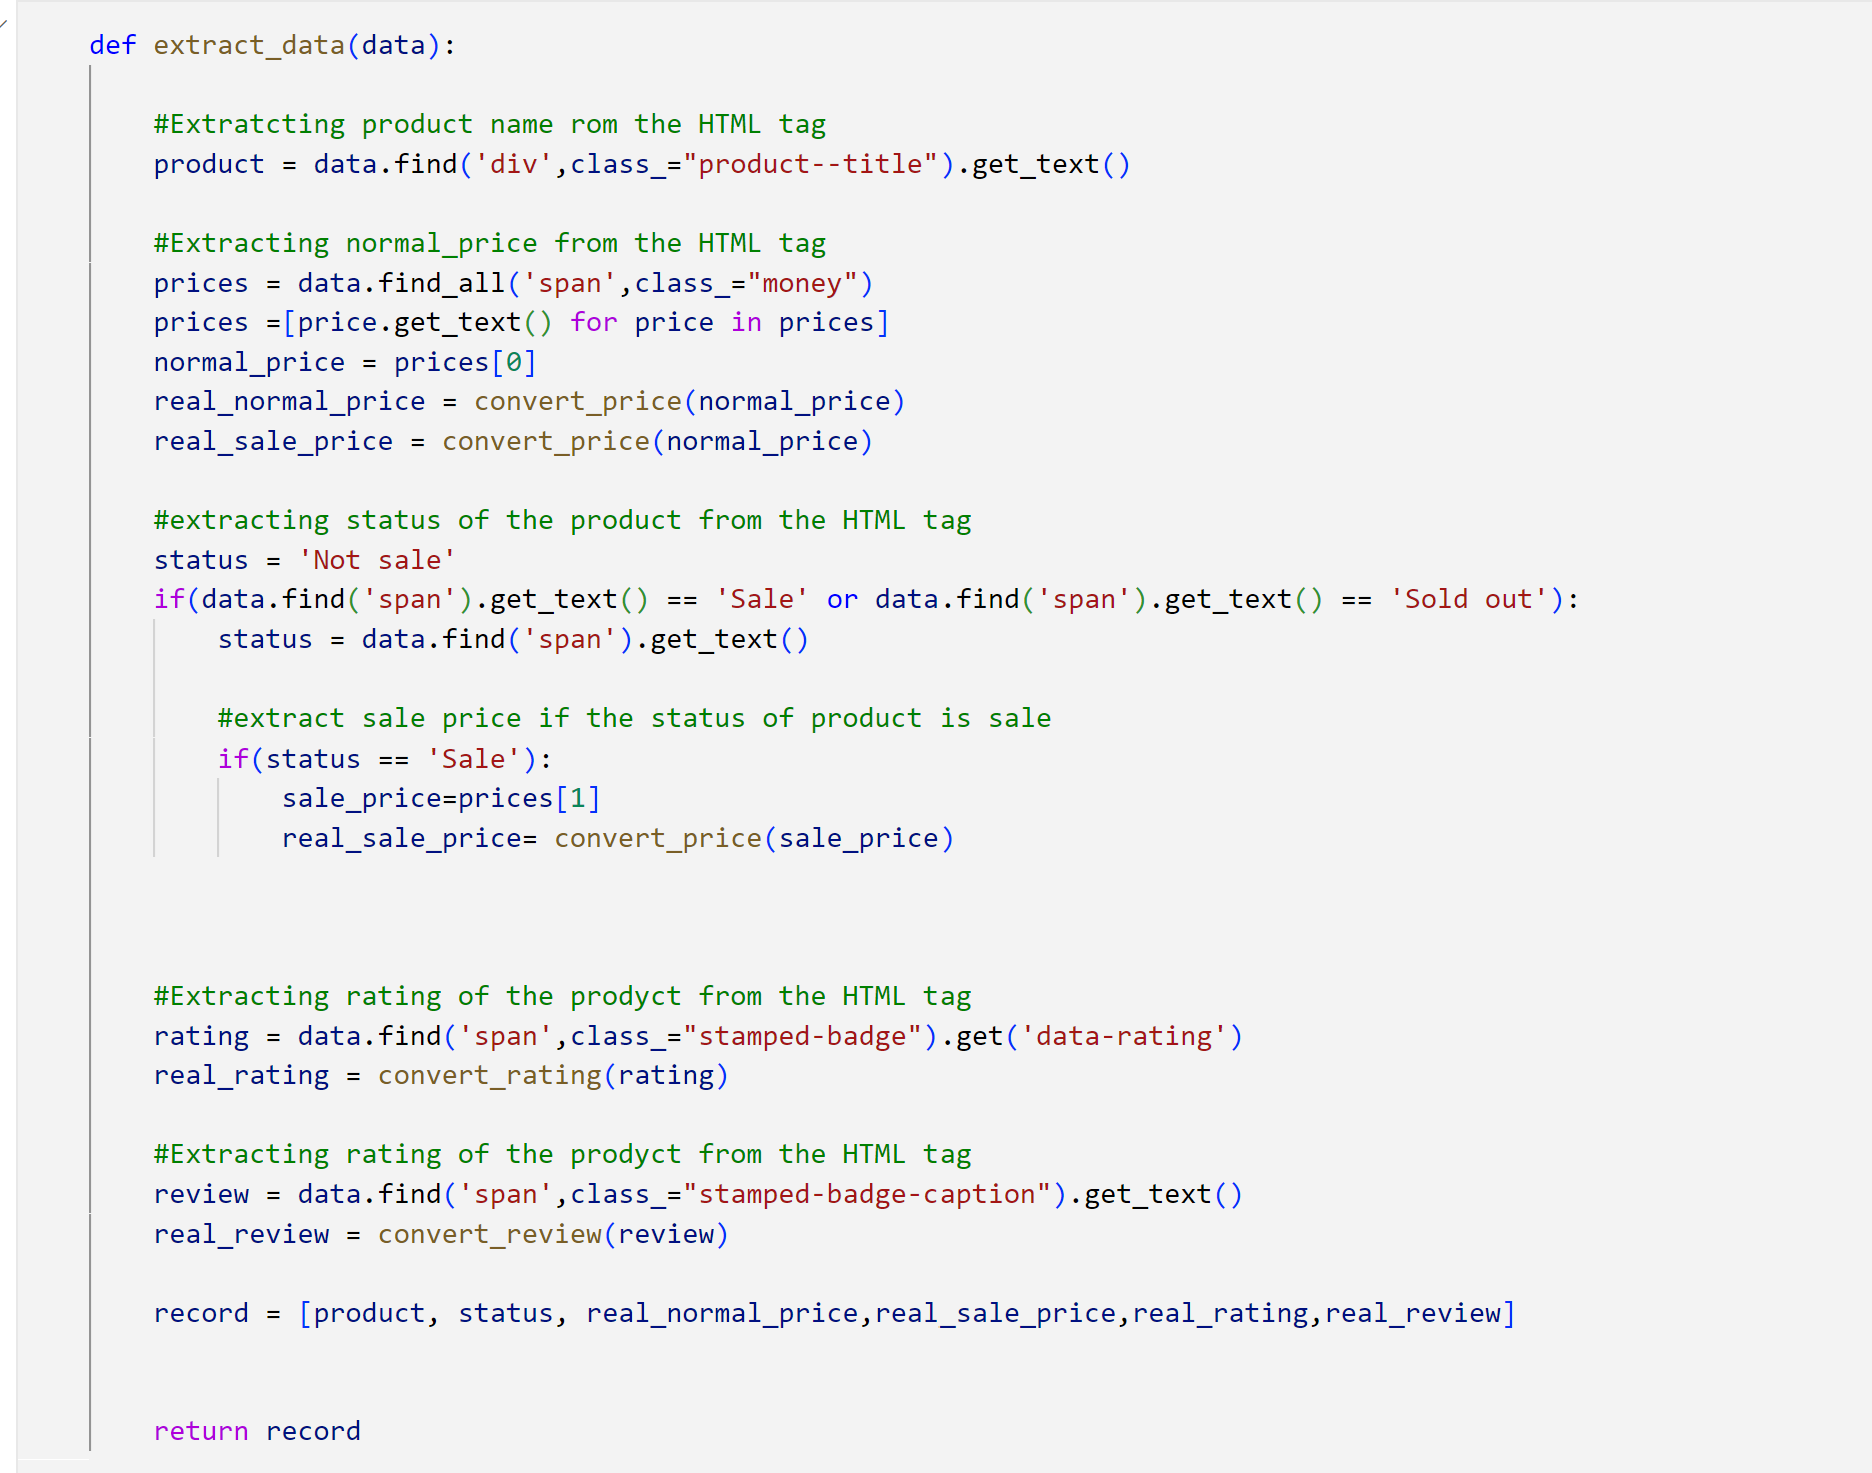 def extract_data(data):
#Extratcting product name rom the HTML tag
product = data.find('div',class_="product--title").get_text()
#Extracting normal_price from the HTML tag
prices = data.find_all('span',class_="money")
prices =[price.get_text() for price in prices]
normal_price = prices[0]
real_normal_price = convert_price(normal_price)
real_sale_price = convert_price(normal_price)
#extracting status of the product from the HTML tag
status = 'Not sale'
if(data.find('span').get_text() == 'Sale' or data.find('span').get_text() == 'Sold out'):
status = data.find('span').get_text()
#extract sale price if the status of product is sale
if(status == 'Sale'):
sale_price=prices[1]
real_sale_price= convert_price(sale_price)
#Extracting rating of the prodyct from the HTML tag
rating = data.find('span',class_="stamped-badge").get('data-rating')
real_rating = convert_rating(rating)
#Extracting rating of the prodyct from the HTML tag
review = data.find('span',class_="stamped-badge-caption").get_text()
real_review = convert_review(review)
record = [product, status, real_normal_price,real_sale_price,real_rating,real_review]
return record